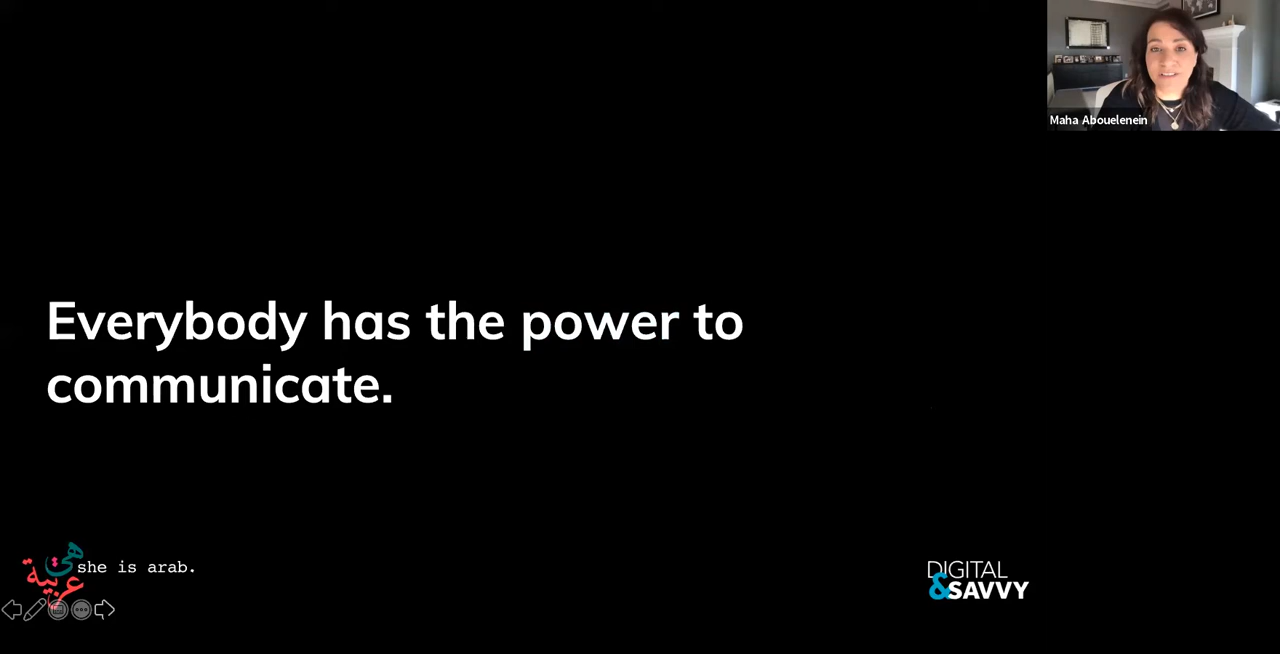 Maha Abouelenein
Everybody has the power to
communicate.
هي
عربية
she is arab.
DIGITAL
&SAVVY